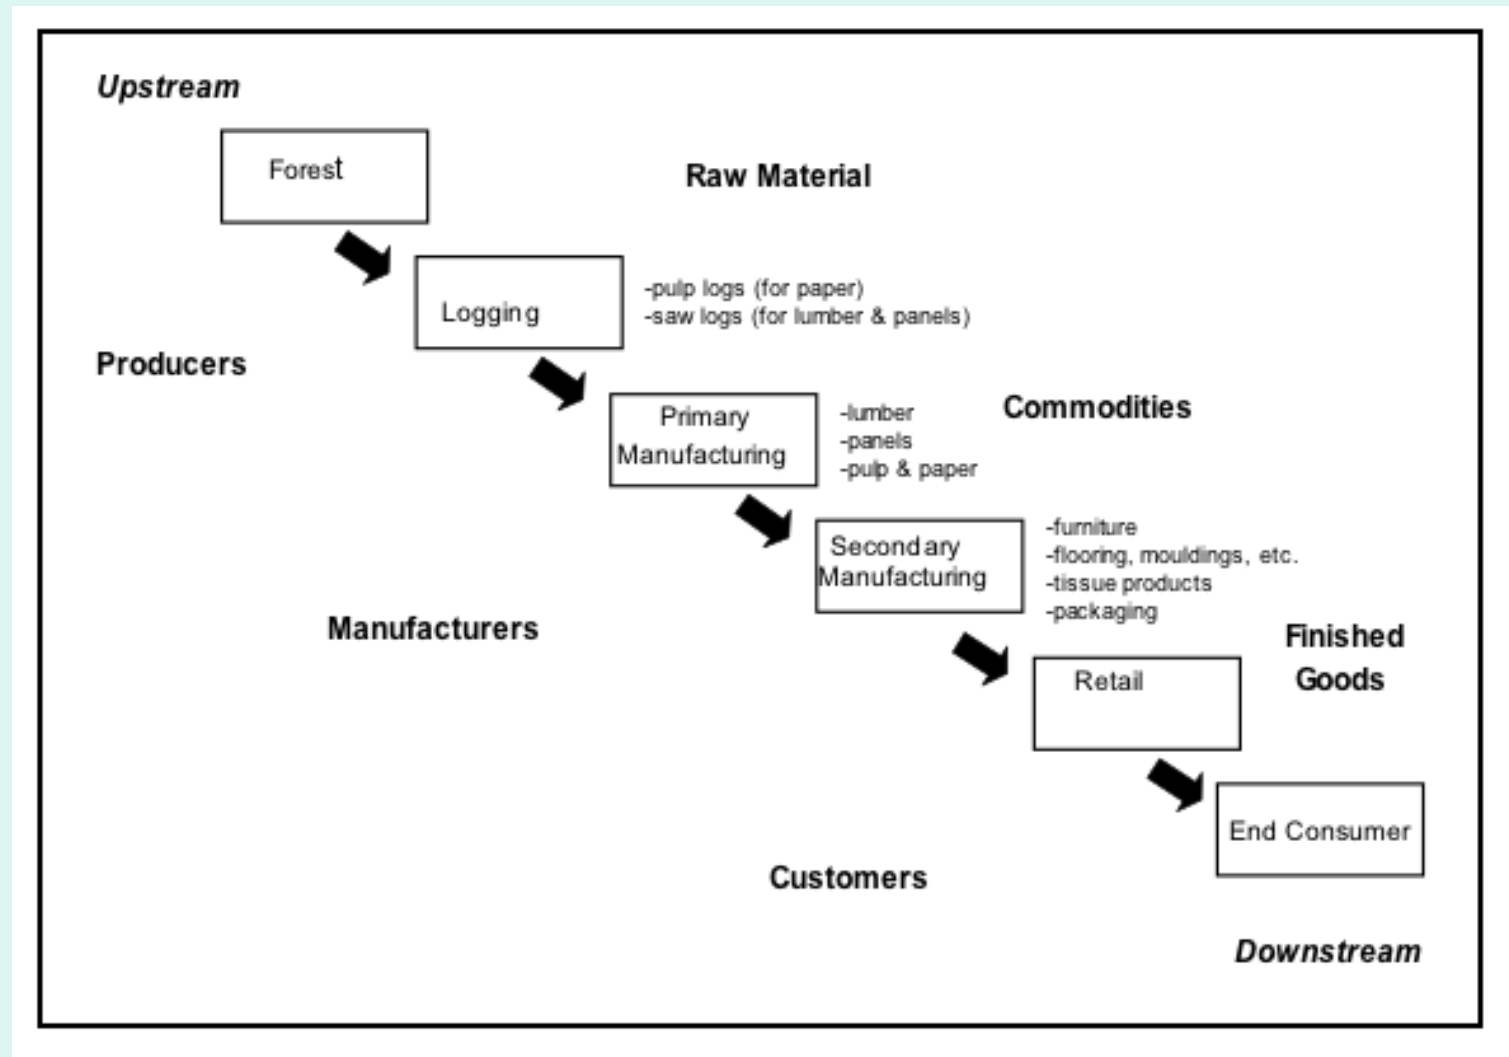 Upstream
Forest
Raw Material
Logging
-pulp logs (for paper)
-saw logs (for lumber & panels)
Producers
Primary
Manufacturing
-lumber
-panels
-pulp & paper
Commodities
Secondary
Manufacturing
-furniture
-flooring, mouldings, etc.
-tissue products
-packaging
Manufacturers
Finished
Goods
Retail
End Consumer
Customers
Downstream